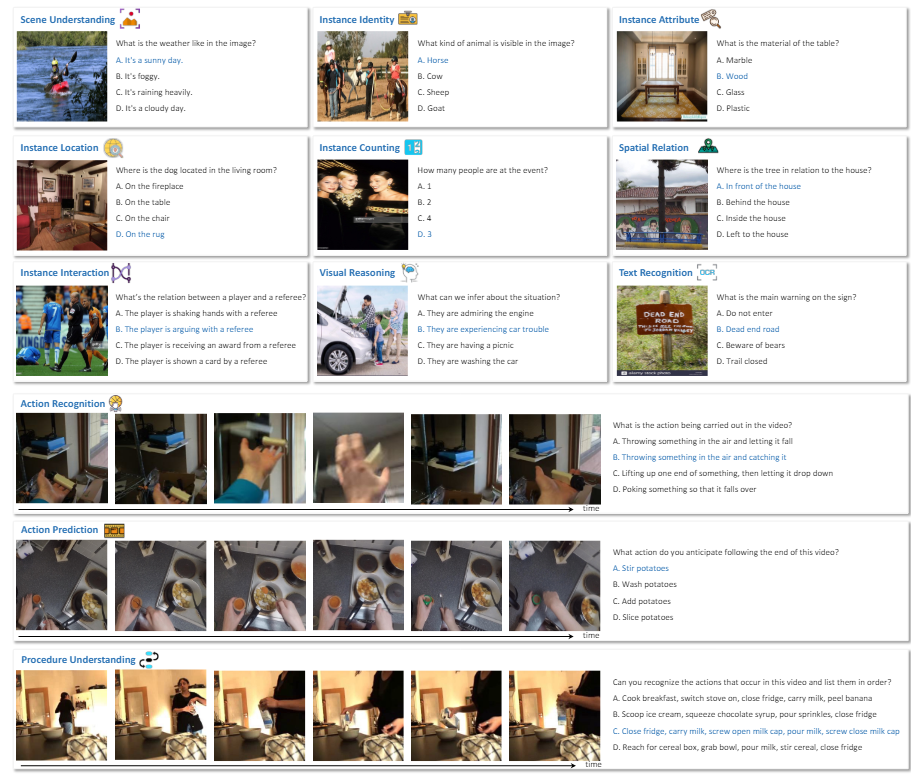 Scene Understanding
What is the weather like in the image?
A. It's a sunny day.
B. It's foggy.
C. It's raining heavily.
D. It's a cloudy day.
Instance Identity
What kind of animal is visible in the image?
A. Horse
B. Cow
C. Sheep
D. Goat
Instance Attribute
What is the material of the table?
A. Marble
B. Wood
C. Glass
D. Plastic
Instance Location
Where is the dog located in the living room?
A. On the fireplace
B. On the table
C. On the chair
D. On the rug
Instance Counting
How many people are at the event?
A. 1
B. 2
C. 4
D. 3
Spatial Relation
Where is the tree in relation to the house?
A. In front of the house
B. Behind the house
C. Inside the house
D. Left to the house
Instance Interaction
What's the relation between a player and a referee?
A. The player is shaking hands with a referee
B. The player is arguing with a referee
C. The player is receiving an award from a referee
D. The player is shown a card by a referee
Visual Reasoning
What can we infer about the situation?
A. They are admiring the engine
B. They are experiencing car trouble
C. They are having a picnic
D. They are washing the car
Text Recognition
OCR
DEAD END
ROAD
alamy stock photo
What is the main warning on the sign?
A. Do not enter
B. Dead end road
C. Beware of bears
D. Trail closed
Action Recognition
time
What is the action being carried out in the video?
A. Throwing something in the air and letting it fall
B. Throwing something in the air and catching it
C. Lifting up one end of something, then letting it drop down
D. Poking something so that it falls over
Action Prediction
time
What action do you anticipate following the end of this video?
A. Stir potatoes
B. Wash potatoes
C. Add potatoes
D. Slice potatoes
Procedure Understanding
time
Can you recognize the actions that occur in this video and list them in order?
A. Cook breakfast, switch stove on, close fridge, carry milk, peel banana
B. Scoop ice cream, squeeze chocolate syrup, pour sprinkles, close fridge
C. Close fridge, carry milk, screw open milk cap, pour milk, screw close milk cap
D. Reach for cereal box, grab bowl, pour milk, stir cereal, close fridge